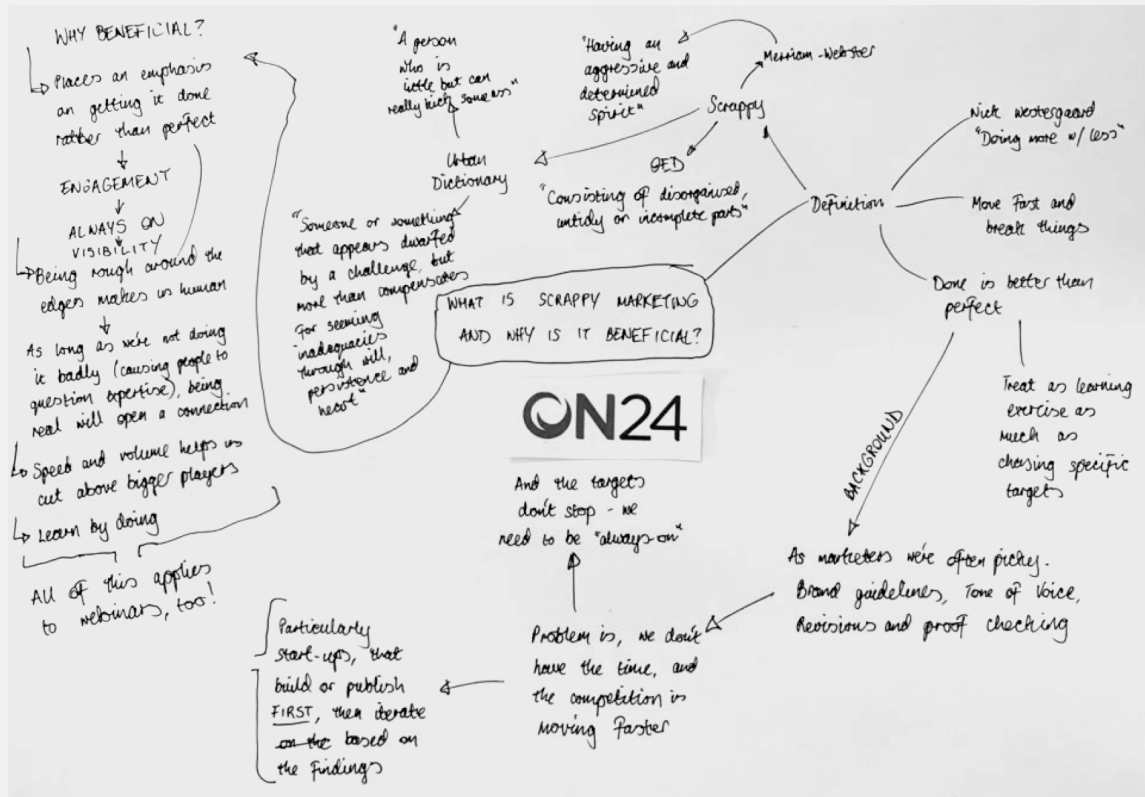 WHY BENEFICIAL?
Places an emphasis
on getting it done
rather than perfect
ENGAGEMENT
ALWAYS ON
VISIBILITY
Being rough around the
edges makes us human
As long as we're not doing
it badly (causing people to
question expertise), being
real will open a connection
Speed and volume helps us
cut above bigger players
Learn by doing
All of this applies
to webinars, too!
"A person
who is
little but can
really kick some ass"
Urban
Dictionary
"Someone or something
that appears dwarfed
by a challenge, but
more than compensates
for seeming
inadequacies
through will,
persistence and
heart"
"Having an
aggressive and
determined
spirit"
Merriam-Webster
Scrappy
OED
"Consisting of disorganised,
untidy or incomplete parts"
Definition
Nick Westergaard
"Doing more w/ less"
Move Fast and
break things
Done is better than
perfect
Treat as learning
exercise as
much as
chasing specific
targets
BACKGROUND
WHAT IS SCRAPPY MARKETING
AND WHY IS IT BENEFICIAL?
ON24
And the targets
don't stop - we
need to be "always-on"
As marketers we're often picky.
Brand guidelines, Tone of Voice,
Revisions and proof checking
Problem is, we don't
have the time, and
the competition is
moving faster
Particularly
start-ups, that
build or publish
FIRST, then iterate
on the based on
the findings